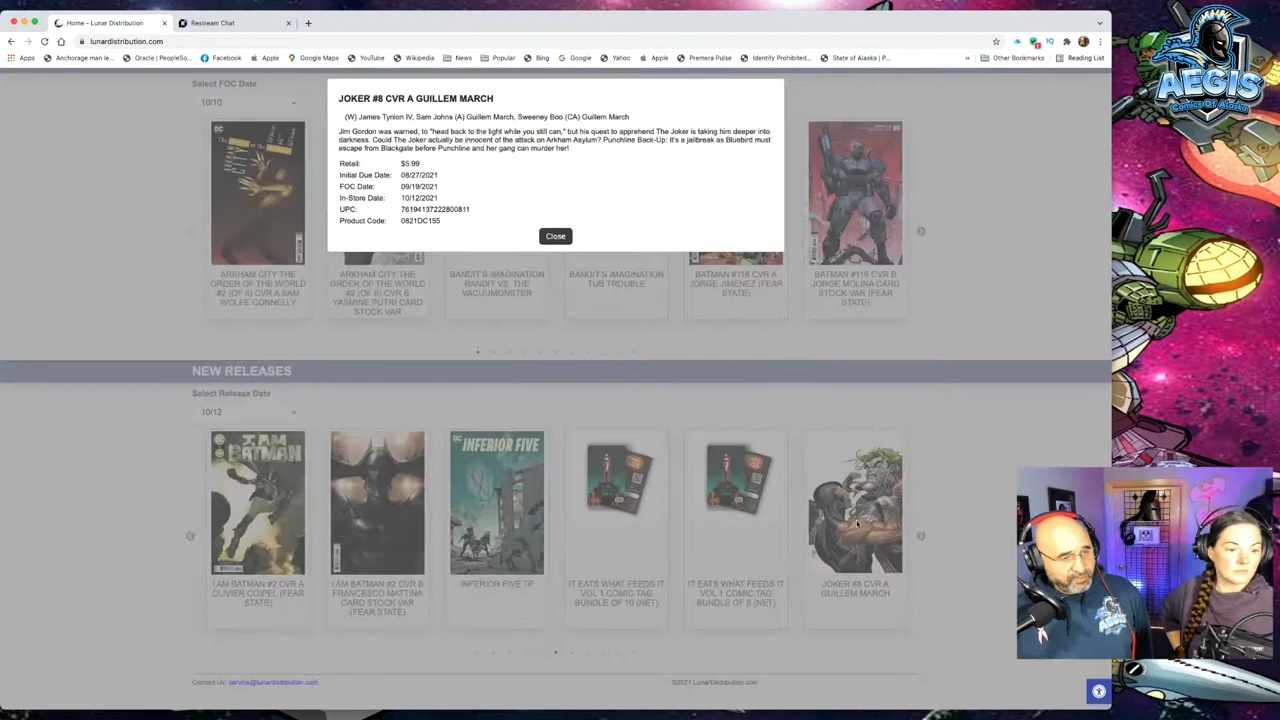 Home - Lunar Distribution
Restream Chat
lunardistribution.com
Apps
Anchorage man le...
Oracle | PeopleSo...
Facebook
Apple
Google Maps
YouTube
Wikipedia
News
Popular
Bing
Google
Yahoo
Apple
Premera Pulse
Identify Prohibited...
State of Alaska | P...
Other Bookmarks
Reading List
AEGIS
Comics Of Alaska
Select FOC Date
10/10
JOKER #8 CVR A GUILLEM MARCH
(W) James Tynion IV, Sam Johns (A) Guillem March, Sweeney Boo (CA) Guillem March
Jim Gordon was warned, to "head back to the light while you still can," but his quest to apprehend The Joker is taking him deeper into
darkness. Could The Joker actually be innocent of the attack on Arkham Asylum? Punchline Back-Up: It's a jailbreak as Bluebird must
escape from Blackgate before Punchline and her gang can murder her!
Retail: $5.99
Initial Due Date: 08/27/2021
FOC Date: 09/19/2021
In-Store Date: 10/12/2021
UPC: 76194137222800811
Product Code: 0821DC155
Close
ARKHAM CITY THE
ORDER OF THE WORLD
#2 (OF 6) CVR A SAM
WOLFE CONNELLY
ARKHAM CITY THE
ORDER OF THE WORLD
#2 (OF 6) CVR B
YASMINE PUTRI CARD
STOCK VAR
BANDIT'S IMAGINATION
BANDIT VS. THE
VACUUMONSTER
BANDIT'S IMAGINATION
TUB TROUBLE
BATMAN #116 CVR A
JORGE JIMENEZ (FEAR
STATE)
BATMAN #116 CVR B
JORGE MOLINA CARD
STOCK VAR (FEAR
STATE)
NEW RELEASES
Select Release Date
10/12
I AM
BATMAN
INFERIOR FIVE
I AM BATMAN #2 CVR A
OLIVIER COIPEL (FEAR
STATE)
I AM BATMAN #2 CVR B
FRANCESCO MATTINA
CARD STOCK VAR
(FEAR STATE)
INFERIOR FIVE TP
IT EATS WHAT FEEDS IT
VOL 1 COMIC TAG
BUNDLE OF 10 (NET)
IT EATS WHAT FEEDS IT
VOL 1 COMIC TAG
BUNDLE OF 5 (NET)
JOKER #8 CVR A
GUILLEM MARCH
Contact Us: service@lunardistribution.com
©2021 LunarDistribution.com
AEGIS